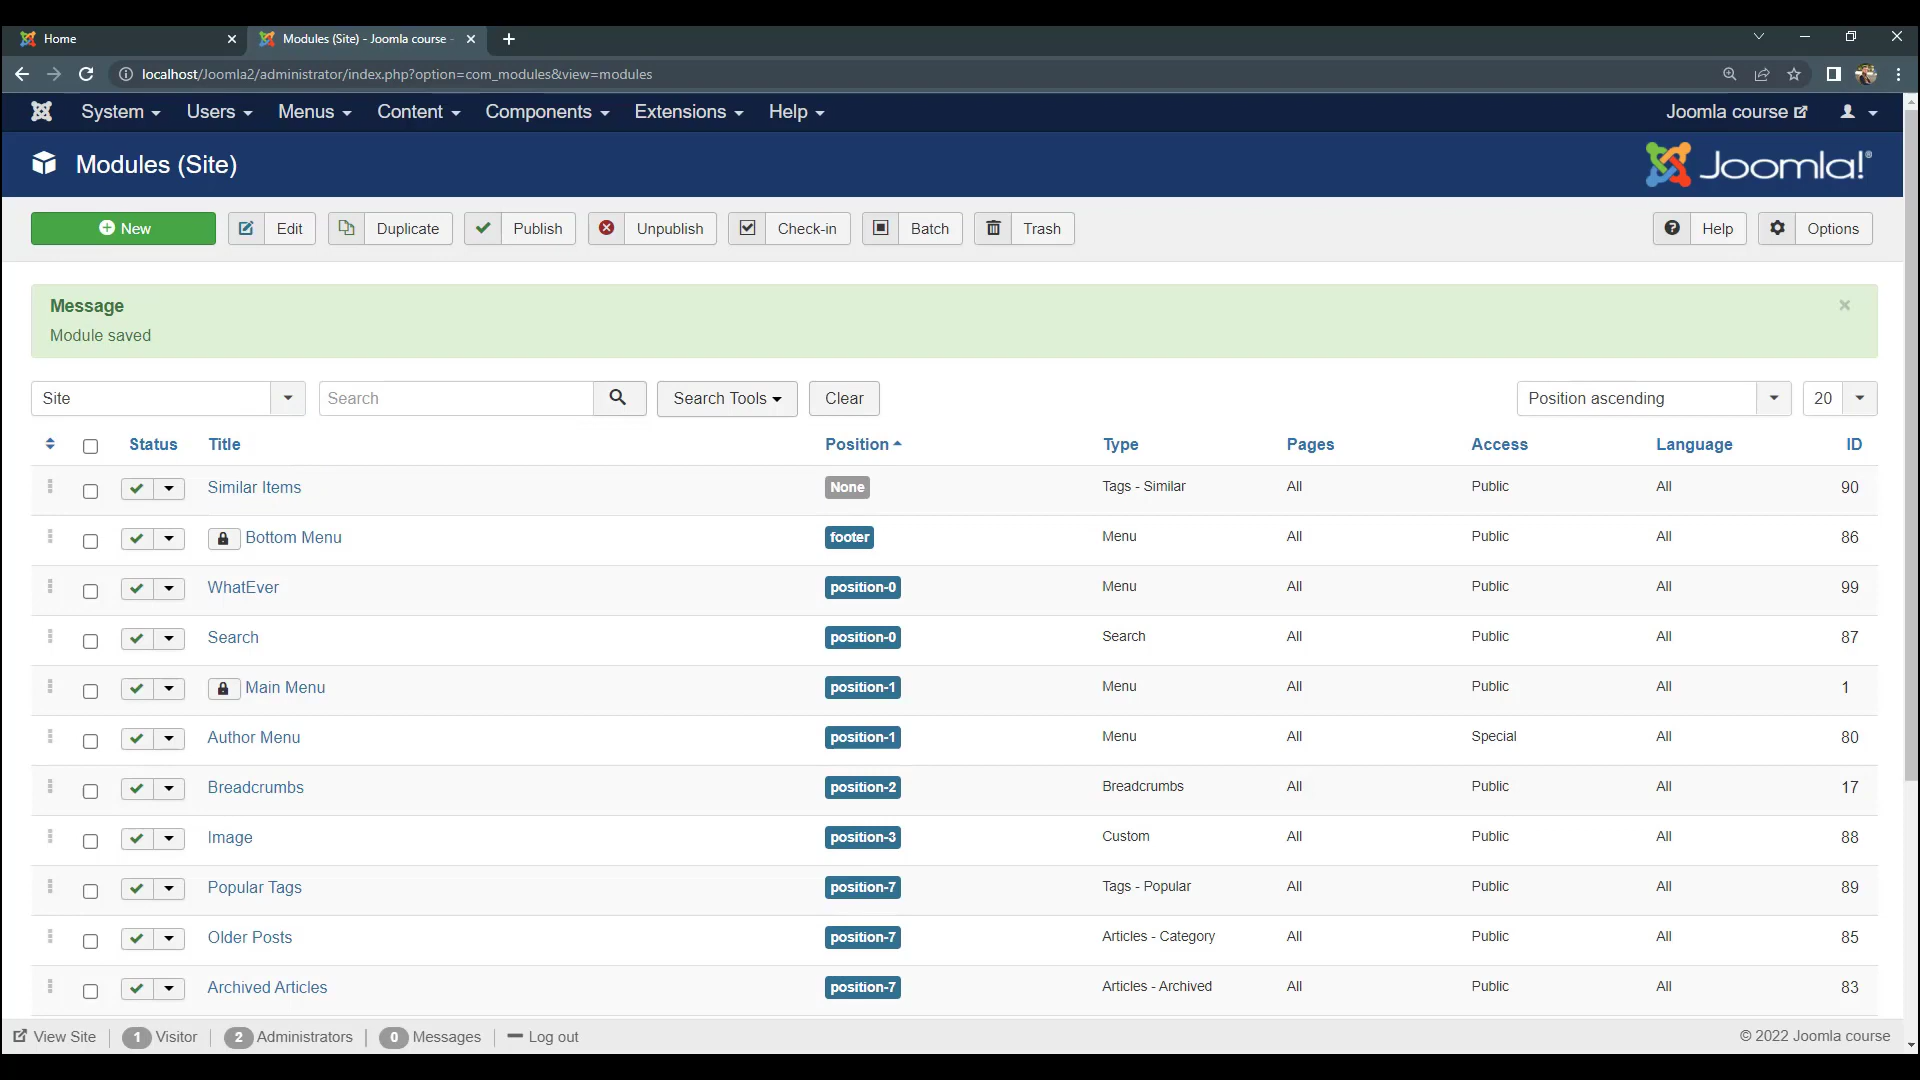 Home
Modules (Site) - Joomla course -
localhost/Joomla2/administrator/index.php?option=com_modules&view=modules
System Users Menus Content Components Extensions Help Joomla course
Modules (Site) Joomla!®
New Edit Duplicate Publish Unpublish Check-in Batch Trash Help Options
Message
Module saved
Site Search Search Tools Clear Position ascending 20
Status Title Position Type Pages Access Language ID
Similar Items None Tags - Similar All Public All 90
Bottom Menu footer Menu All Public All 86
WhatEver position-0 Menu All Public All 99
Search position-0 Search All Public All 87
Main Menu position-1 Menu All Public All 1
Author Menu position-1 Menu All Special All 80
Breadcrumbs position-2 Breadcrumbs All Public All 17
Image position-3 Custom All Public All 88
Popular Tags position-7 Tags - Popular All Public All 89
Older Posts position-7 Articles - Category All Public All 85
Archived Articles position-7 Articles - Archived All Public All 83
View Site 1 Visitor 2 Administrators 0 Messages Log out © 2022 Joomla course